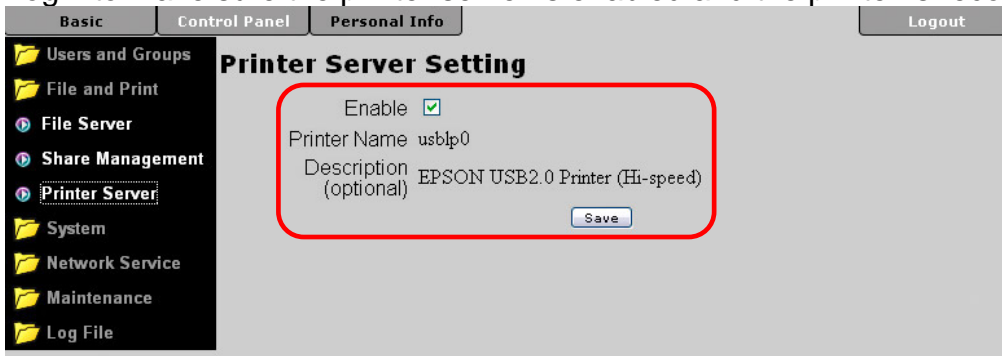 Basic Control Panel Personal Info Logout
Users and Groups
File and Print
File Server
Share Management
Printer Server
System
Network Service
Maintenance
Log File
Printer Server Setting
Enable
Printer Name usblp0
Description (optional) EPSON USB2.0 Printer (Hi-speed)
Save